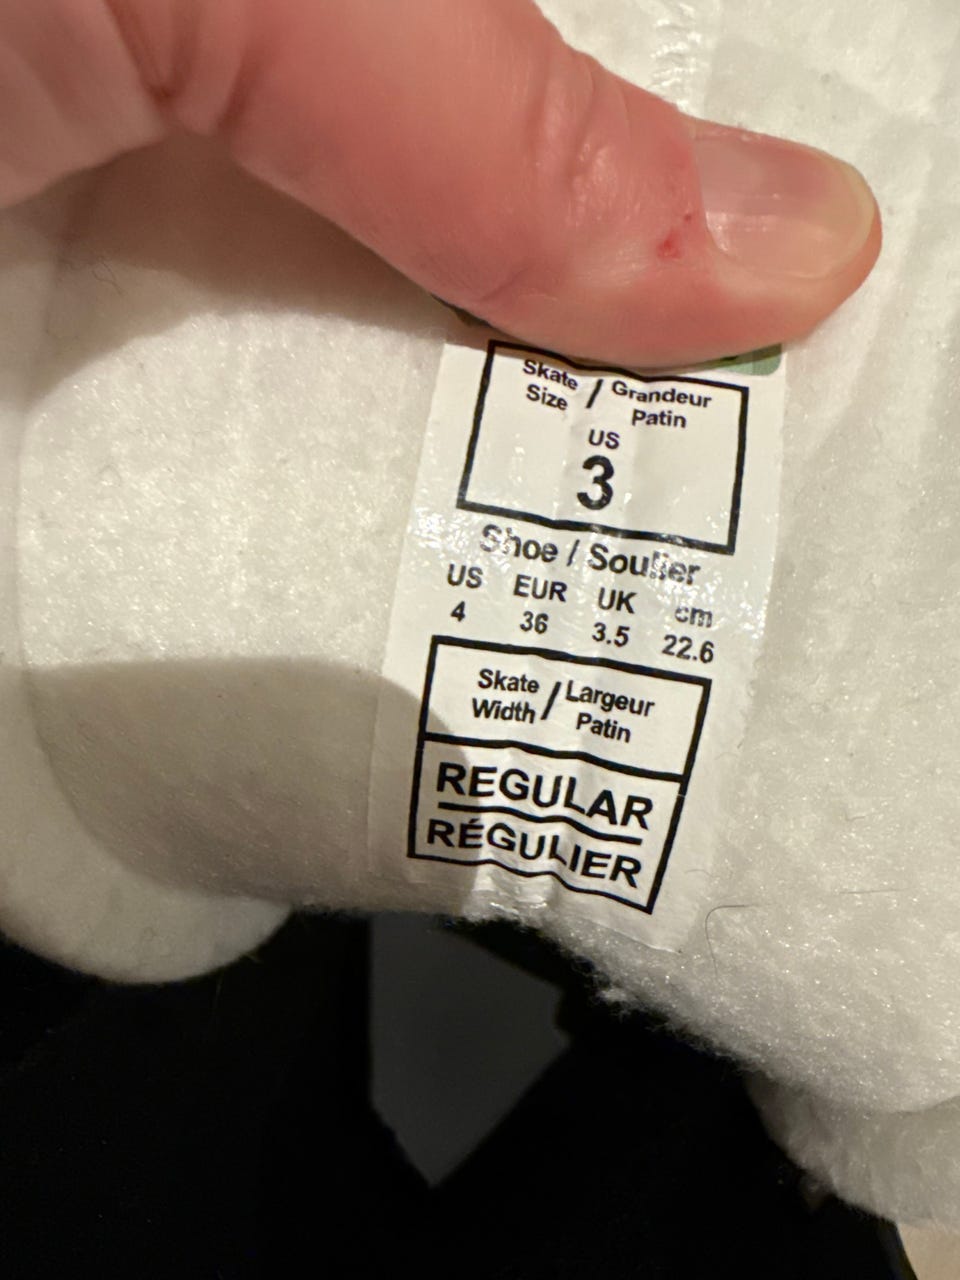 Skate Size / Grandeur Patin
US
3
Shoe / Soulier
US EUR UK cm
4 36 3.5 22.6
Skate Width / Largeur Patin
REGULAR
RÉGULIER